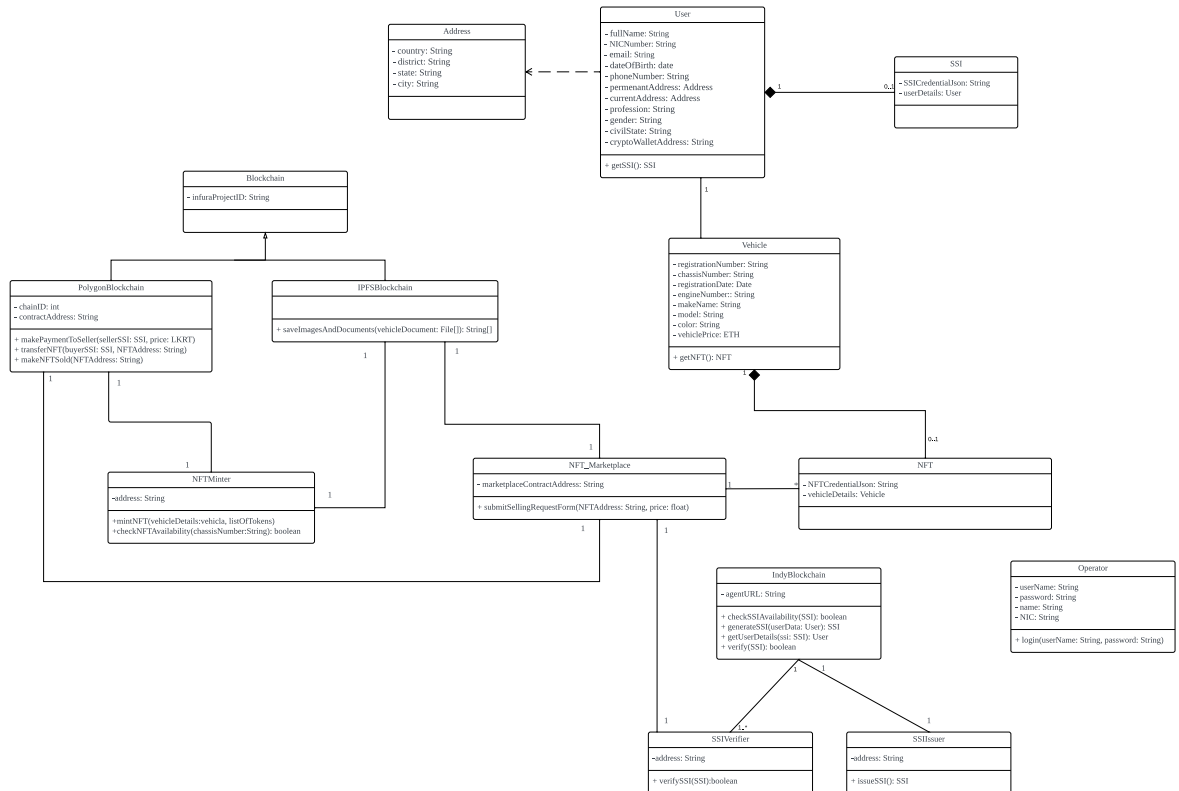 User
- fullName: String
- NICNumber: String
- email: String
- dateOfBirth: date
- phoneNumber: String
- permenantAddress: Address
- currentAddress: Address
- profession: String
- gender: String
- civilState: String
- cryptoWalletAddress: String
+ getSSI(): SSI
1
1
0..1
Address
- country: String
- district: String
- state: String
- city: String
SSI
- SSICredentialJson: String
- userDetails: User
Blockchain
- infuraProjectID: String
Vehicle
- registrationNumber: String
- chassisNumber: String
- registrationDate: Date
- engineNumber:: String
- makeName: String
- model: String
- color: String
- vehiclePrice: ETH
+ getNFT(): NFT
1
0..1
PolygonBlockchain
- chainID: int
- contractAddress: String
+ makePaymentToSeller(sellerSSI: SSI, price: LKRT)
+ transferNFT(buyerSSI: SSI, NFTAddress: String)
+ makeNFTSold(NFTAddress: String)
1
1
1
IPFSBlockchain
+ saveImagesAndDocuments(vehicleDocument: File[]): String[]
1
1
1
1
NFTMinter
-address: String
+mintNFT(vehicleDetails:vehicla, listOfTokens)
+checkNFTAvailability(chassisNumber:String): boolean
NFT_Marketplace
- marketplaceContractAddress: String
+ submitSellingRequestForm(NFTAddress: String, price: float)
1
*
1
1
NFT
- NFTCredentialJson: String
- vehicleDetails: Vehicle
IndyBlockchain
- agentURL: String
+ checkSSIAvailability(SSI): boolean
+ generateSSI(userData: User): SSI
+ getUserDetails(ssi: SSI): User
+ verify(SSI): boolean
1
1
Operator
- userName: String
- password: String
- name: String
- NIC: String
+ login(userName: String, password: String)
1
1..*
1
SSIVerifier
-address: String
+ verifySSI(SSI):boolean
SSIIssuer
-address: String
+ issueSSI(): SSI